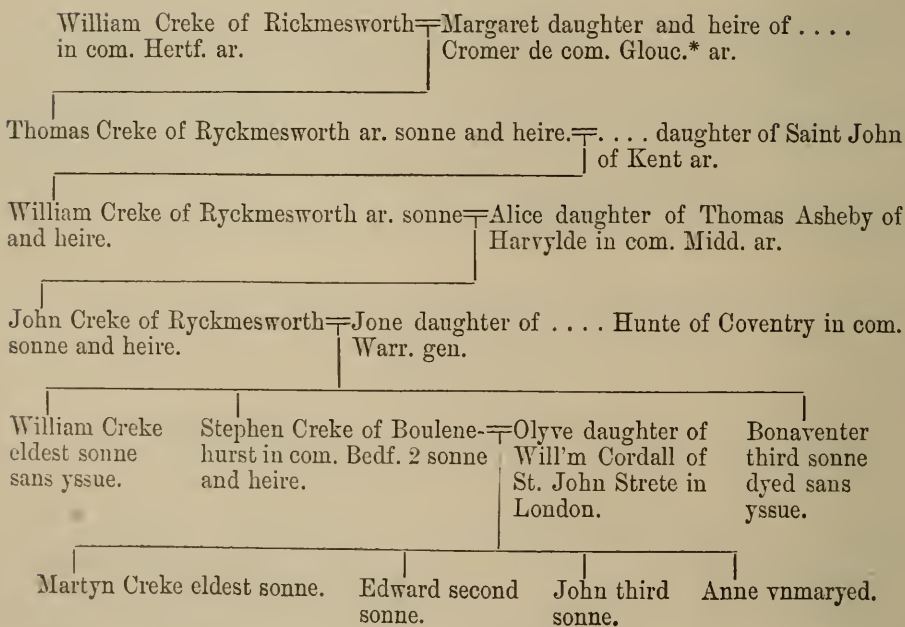 William Creke of Rickmesworth=Margaret daughter and heire of . . . .
in com. Hertf. ar. Cromer de com. Glouc.* ar.
Thomas Creke of Ryckmesworth ar. sonne and heire.=. . . . daughter of Saint John
of Kent ar.
William Creke of Ryckmesworth ar. sonne=Alice daughter of Thomas Asheby of
and heire. Harvylde in com. Midd. ar.
John Creke of Ryckmesworth=Jone daughter of . . . . Hunte of Coventry in com.
sonne and heire. Warr. gen.
William Creke
eldest sonne
sans yssue.
Stephen Creke of Boulene-
hurst in com. Bedf. 2 sonne
and heire.
=Olyve daughter of
Will'm Cordall of
St. John Strete in
London.
Bonaventer
third sonne
dyed sans
yssue.
Martyn Creke eldest sonne.
Edward second
sonne.
John third
sonne.
Anne vnmaryed.